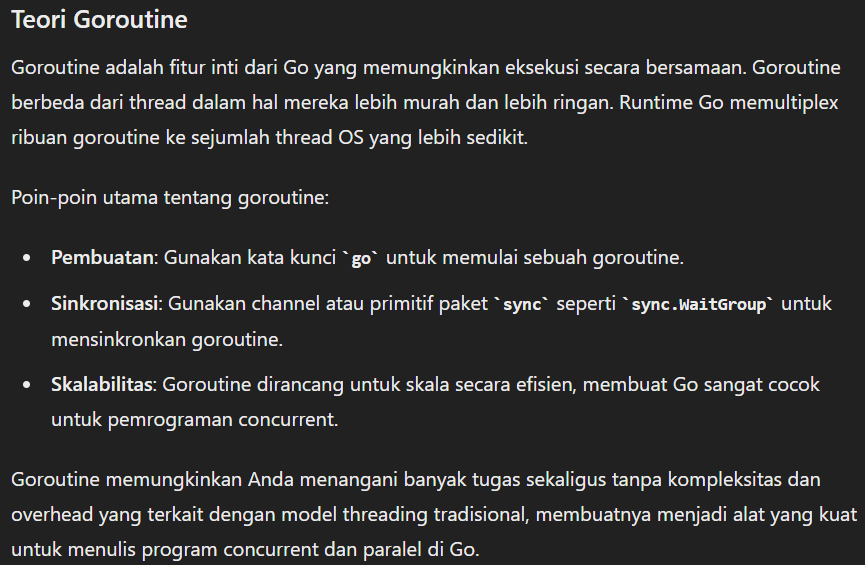 Teori Goroutine
Goroutine adalah fitur inti dari Go yang memungkinkan eksekusi secara bersamaan. Goroutine
berbeda dari thread dalam hal mereka lebih murah dan lebih ringan. Runtime Go memultiplex
ribuan goroutine ke sejumlah thread OS yang lebih sedikit.
Poin-poin utama tentang goroutine:
• Pembuatan: Gunakan kata kunci `go` untuk memulai sebuah goroutine.
• Sinkronisasi: Gunakan channel atau primitif paket `sync` seperti `sync.WaitGroup` untuk
mensinkronkan goroutine.
• Skalabilitas: Goroutine dirancang untuk skala secara efisien, membuat Go sangat cocok
untuk pemrograman concurrent.
Goroutine memungkinkan Anda menangani banyak tugas sekaligus tanpa kompleksitas dan
overhead yang terkait dengan model threading tradisional, membuatnya menjadi alat yang kuat
untuk menulis program concurrent dan paralel di Go.